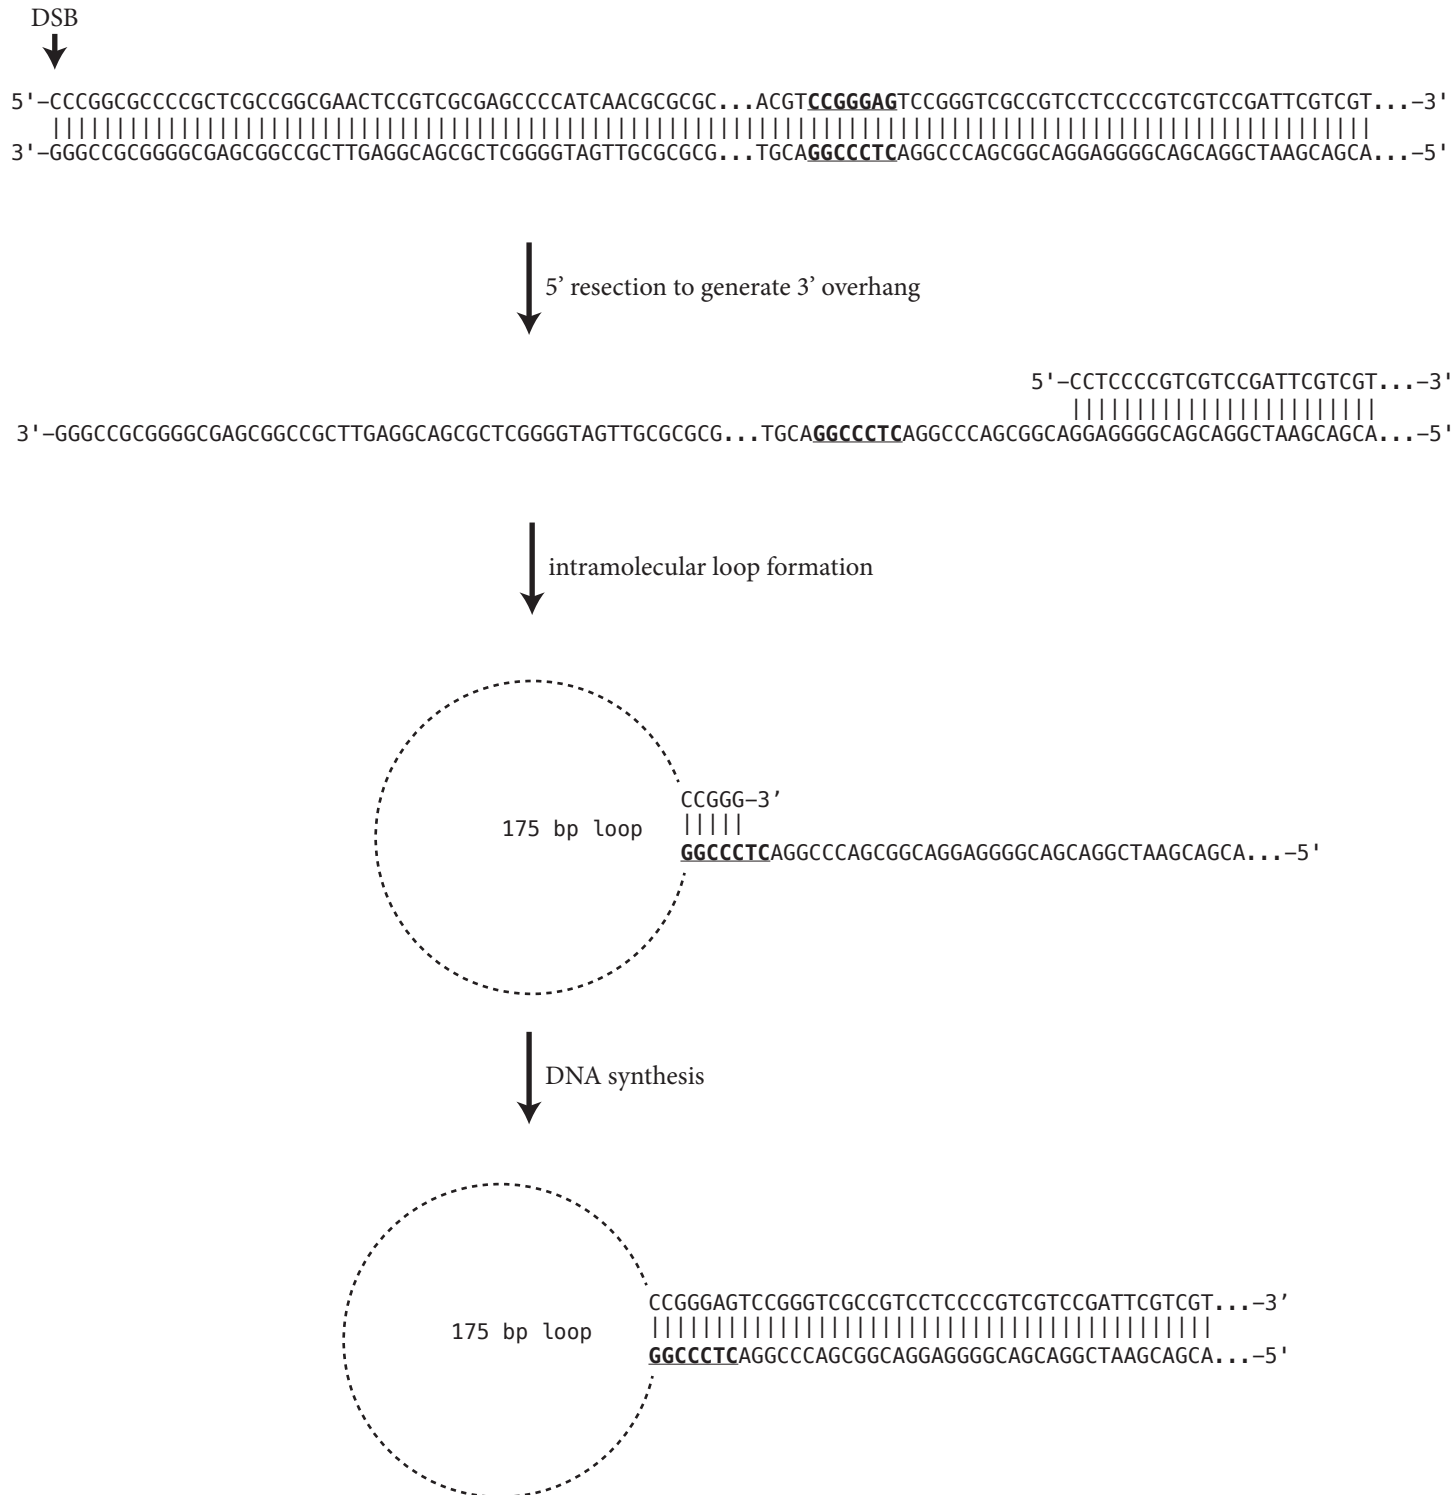 DSB
5'-CCCGGCGCCCCGCTCGCCGGCGAACTCCGTCGCGAGCCCCATCAACGCGCGC...ACGTCCGGGAGTCCGGGTCGCCGTCCTCCCCGTCGTCCGATTCGTCGT...-3'
3'-GGGCCGCGGGGCGAGCGGCCGCTTGAGGCAGCGCTCGGGGTAGTTGCGCGCG...TGCAGGCCCTCAGGCCCAGCGGCAGGAGGGGCAGCAGGCTAAGCAGCA...-5'
5’ resection to generate 3’ overhang
5'-CCTCCCCGTCGTCCGATTCGTCGT...-3'
3'-GGGCCGCGGGGCGAGCGGCCGCTTGAGGCAGCGCTCGGGGTAGTTGCGCGCG...TGCAGGCCCTCAGGCCCAGCGGCAGGAGGGGCAGCAGGCTAAGCAGCA...-5'
intramolecular loop formation
CCGGG-3’
175 bp loop
GGCCCTCAGGCCCAGCGGCAGGAGGGGCAGCAGGCTAAGCAGCA...-5'
DNA synthesis
CCGGGAGTCCGGGTCGCCGTCCTCCCCGTCGTCCGATTCGTCGT...-3’
175 bp loop
GGCCCTCAGGCCCAGCGGCAGGAGGGGCAGCAGGCTAAGCAGCA...-5'